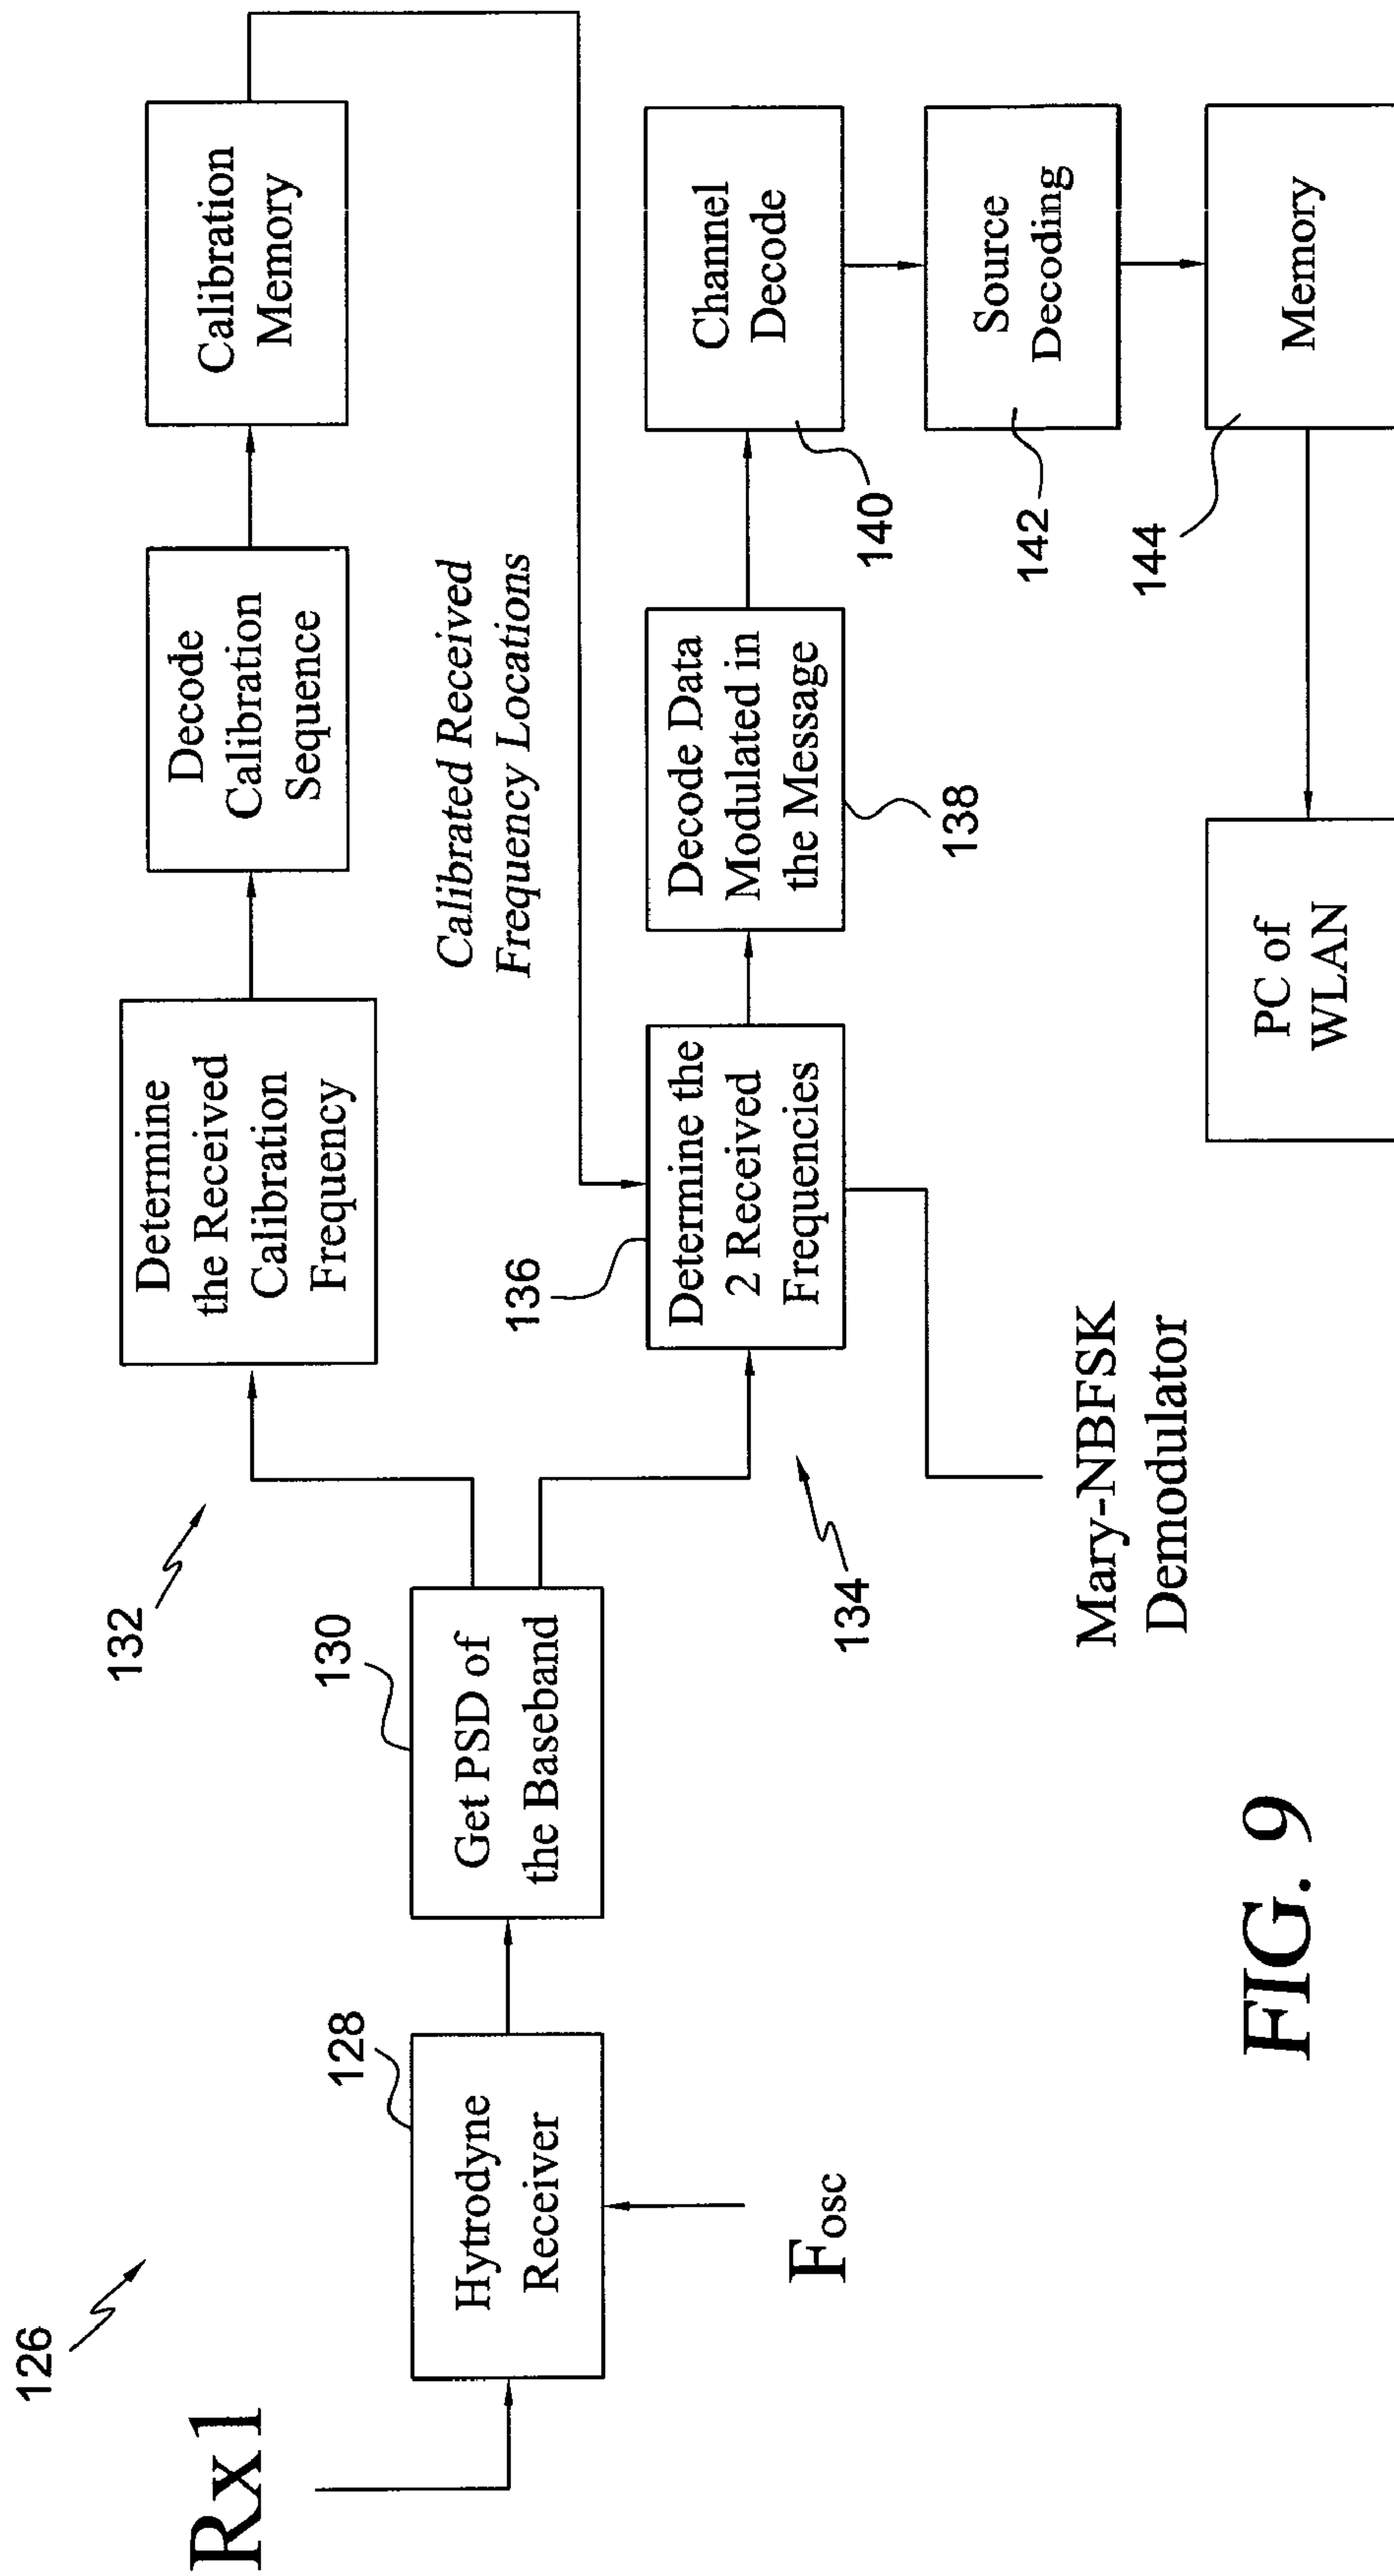 126
Rx1
128
Hytrodyne
Receiver
Fosc
130
Get PSD of
the Baseband
132
Determine
the Received
Calibration
Frequency
Decode
Calibration
Sequence
Calibration
Memory
Calibrated Received
Frequency Locations
134
136
Determine the
2 Received
Frequencies
Mary-NBFSK
Demodulator
Decode Data
Modulated in
the Message
138
Channel
Decode
140
Source
Decoding
142
Memory
144
PC of
WLAN
FIG. 9